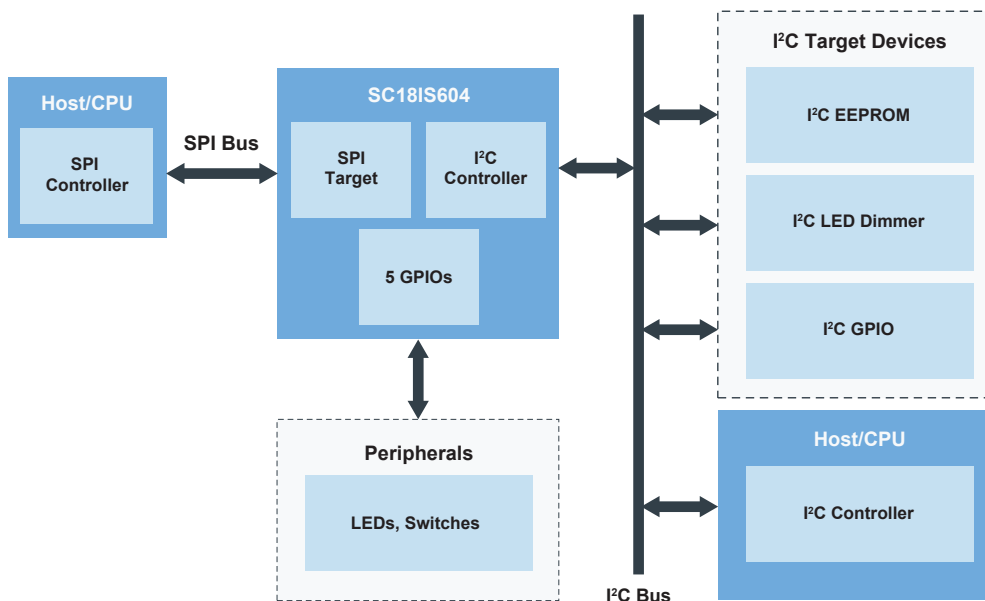 Host/CPU
SPI
Controller
SPI Bus
SC18IS604
SPI
Target
I²C
Controller
5 GPIOs
Peripherals
LEDs, Switches
I²C Bus
I²C Target Devices
I²C EEPROM
I²C LED Dimmer
I²C GPIO
Host/CPU
I²C Controller